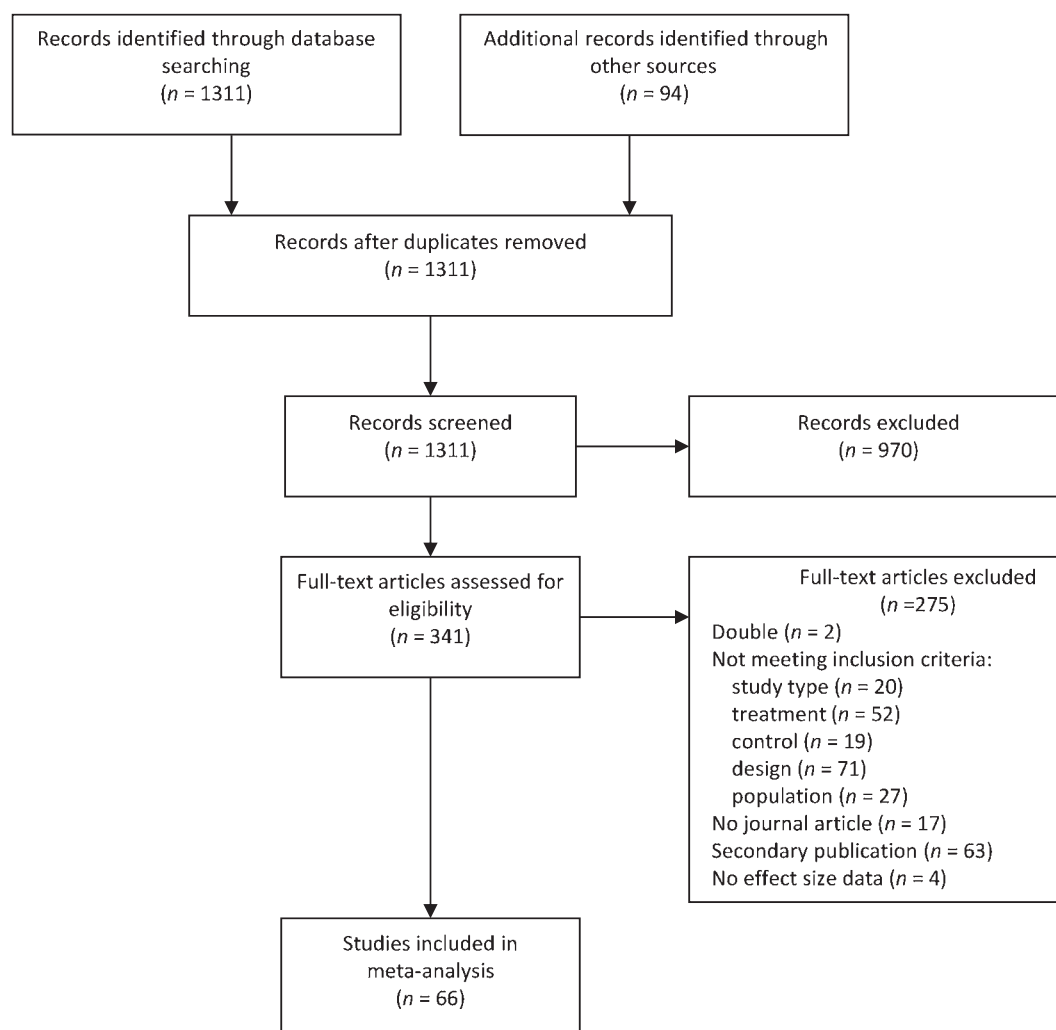 Records identified through database
searching
(n = 1311)
Additional records identified through
other sources
(n = 94)
Records after duplicates removed
(n = 1311)
Records screened
(n = 1311)
Records excluded
(n = 970)
Full-text articles assessed for
eligibility
(n = 341)
Full-text articles excluded
(n =275)
Double (n = 2)
Not meeting inclusion criteria:
study type (n = 20)
treatment (n = 52)
control (n = 19)
design (n = 71)
population (n = 27)
No journal article (n = 17)
Secondary publication (n = 63)
No effect size data (n = 4)
Studies included in
meta-analysis
(n = 66)